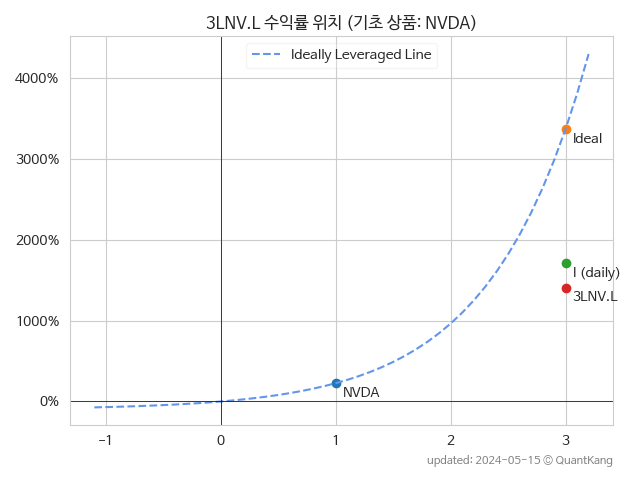 3LNV.L 수익률 위치 (기초 상품: NVDA)
Ideally Leveraged Line
4000%
3000%
2000%
1000%
0%
Ideal
I (daily)
3LNV.L
NVDA
-1
0
1
2
3
updated: 2024-05-15 © QuantKang